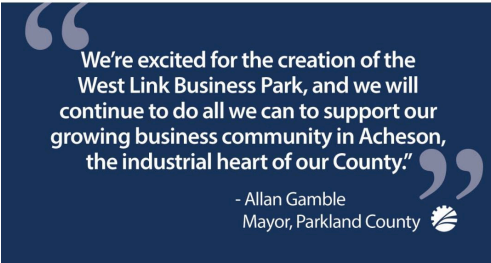 “
We’re excited for the creation of the
West Link Business Park, and we will
continue to do all we can to support our
growing business community in Acheson,
the industrial heart of our County.”
”
- Allan Gamble
Mayor, Parkland County